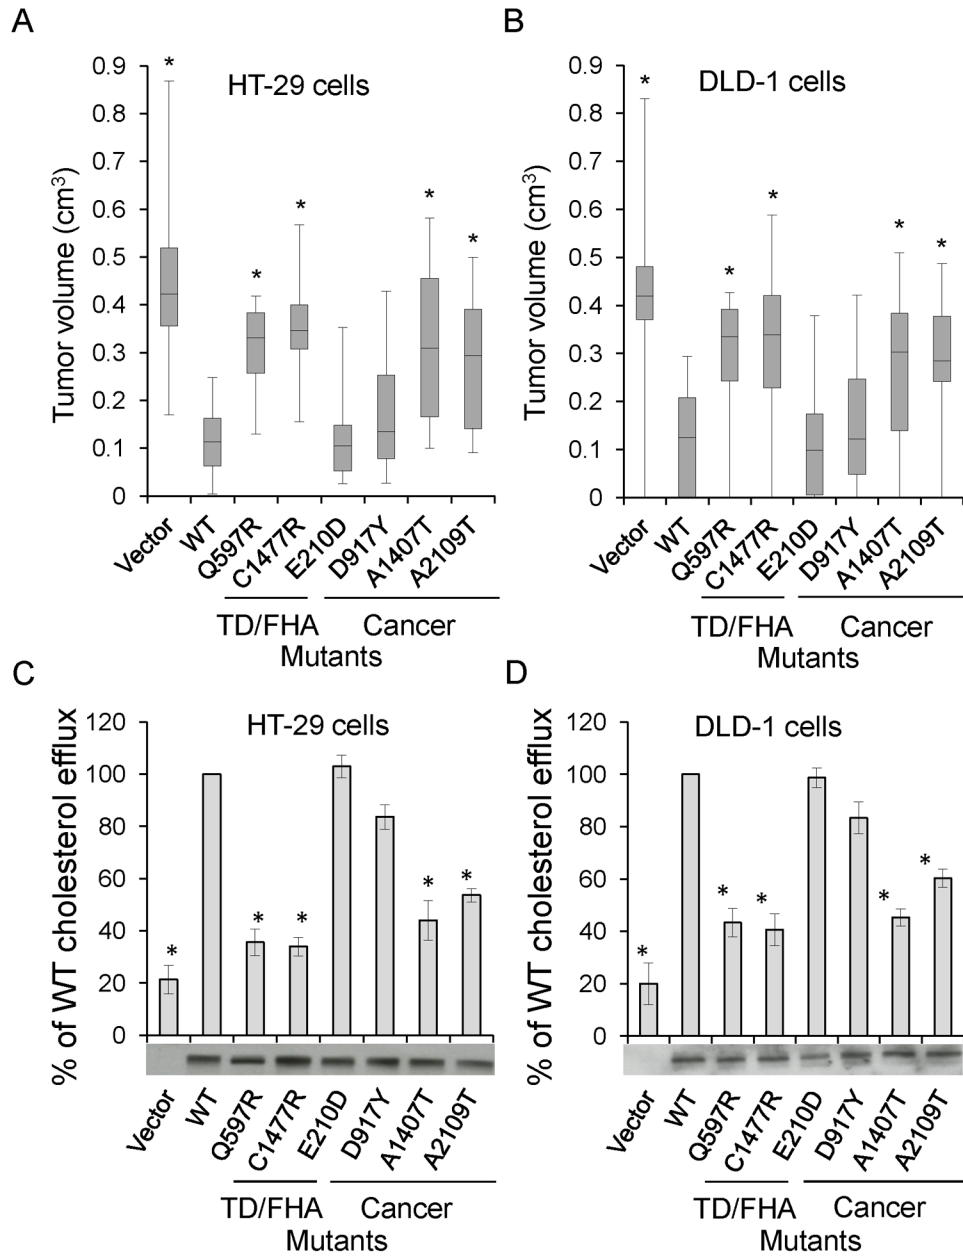 A
HT-29 cells
Tumor volume (cm³)
0.9
0.8
0.7
0.6
0.5
0.4
0.3
0.2
0.1
0
*
*
*
*
*
Vector
WT
Q597R
C1477R
E210D
D917Y
A1407T
A2109T
TD/FHA
Cancer
Mutants
B
DLD-1 cells
Tumor volume (cm³)
0.9
0.8
0.7
0.6
0.5
0.4
0.3
0.2
0.1
0
*
*
*
*
*
Vector
WT
Q597R
C1477R
E210D
D917Y
A1407T
A2109T
TD/FHA
Cancer
Mutants
C
HT-29 cells
% of WT cholesterol efflux
120
100
80
60
40
20
0
*
*
*
*
*
Vector
WT
Q597R
C1477R
E210D
D917Y
A1407T
A2109T
TD/FHA
Cancer
Mutants
D
DLD-1 cells
% of WT cholesterol efflux
120
100
80
60
40
20
0
*
*
*
*
*
Vector
WT
Q597R
C1477R
E210D
D917Y
A1407T
A2109T
TD/FHA
Cancer
Mutants